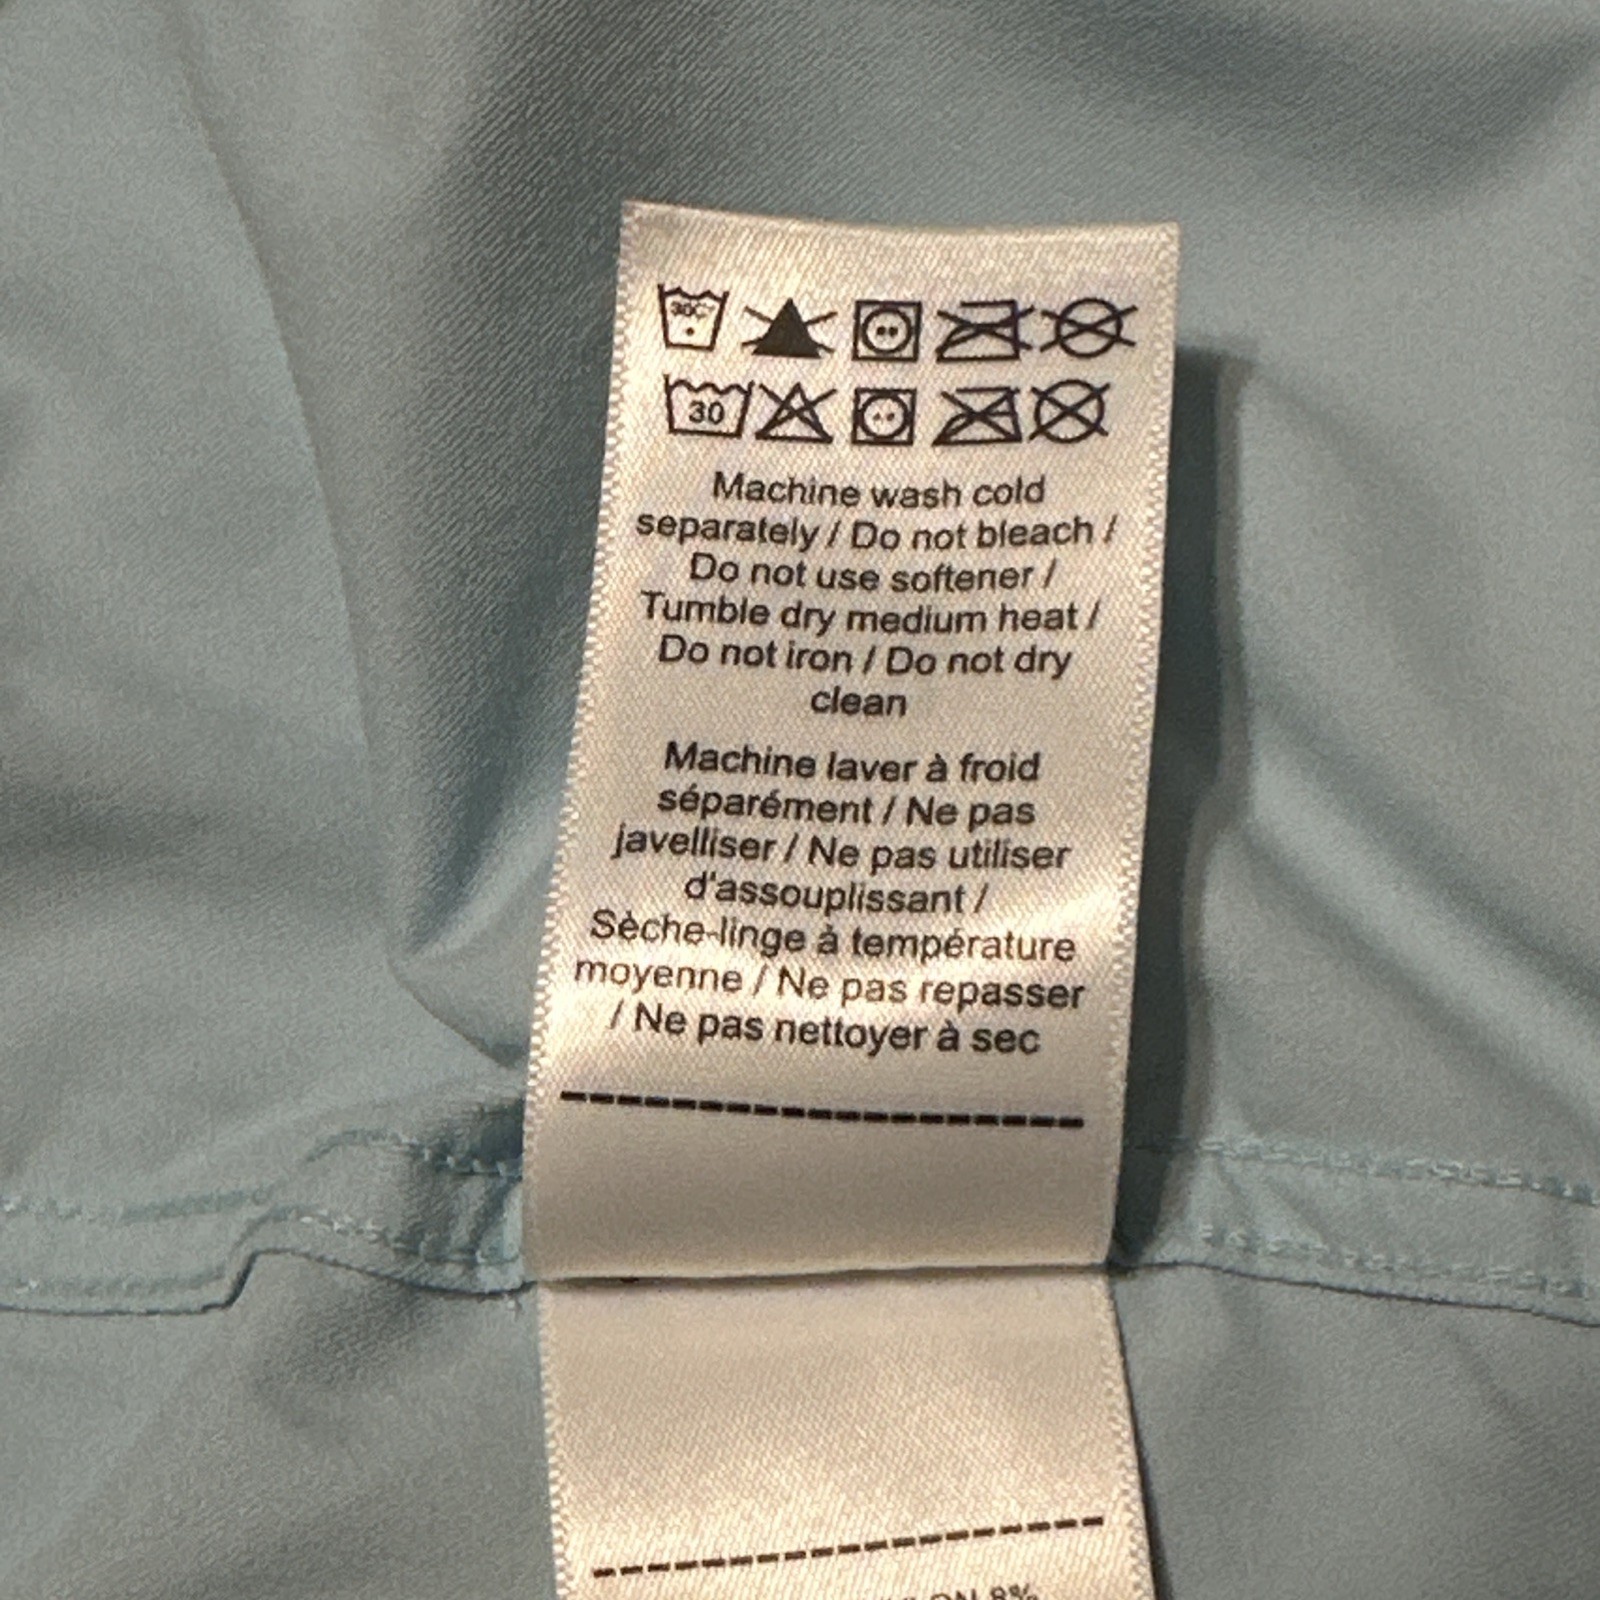 30C
30
Machine wash cold
separately / Do not bleach /
Do not use softener /
Tumble dry medium heat /
Do not iron / Do not dry
clean
Machine laver à froid
séparément / Ne pas
javelliser / Ne pas utiliser
d'assouplissant /
Sèche-linge à température
moyenne / Ne pas repasser
/ Ne pas nettoyer à sec
8%